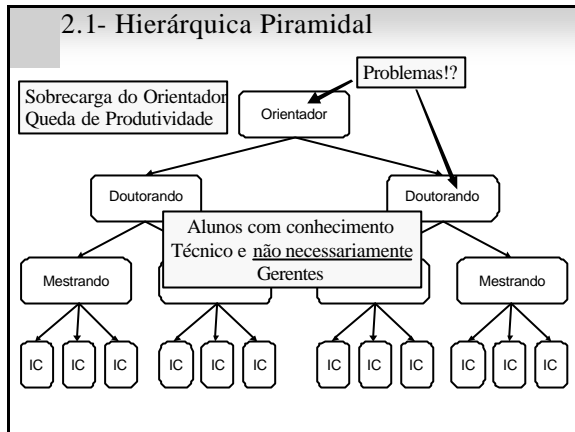 2.1- Hierárquica Piramidal
Problemas!?
Sobrecarga do Orientador
Queda de Produtividade
Orientador
Doutorando
Doutorando
Alunos com conhecimento
Técnico e não necessariamente
Gerentes
Mestrando
Mestrando
IC
IC
IC
IC
IC
IC
IC
IC
IC
IC
IC
IC